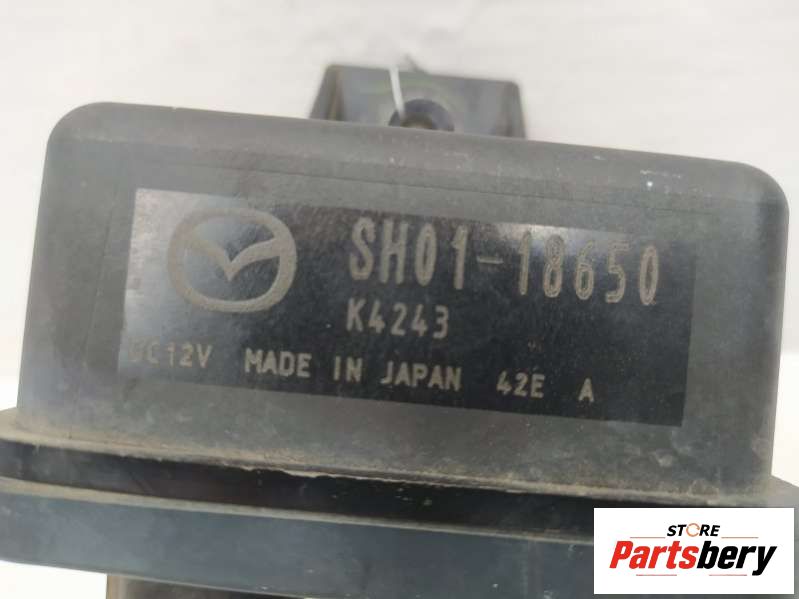 SH01-18650
K4243
DC12V MADE IN JAPAN 42E A
STORE
Partsbery